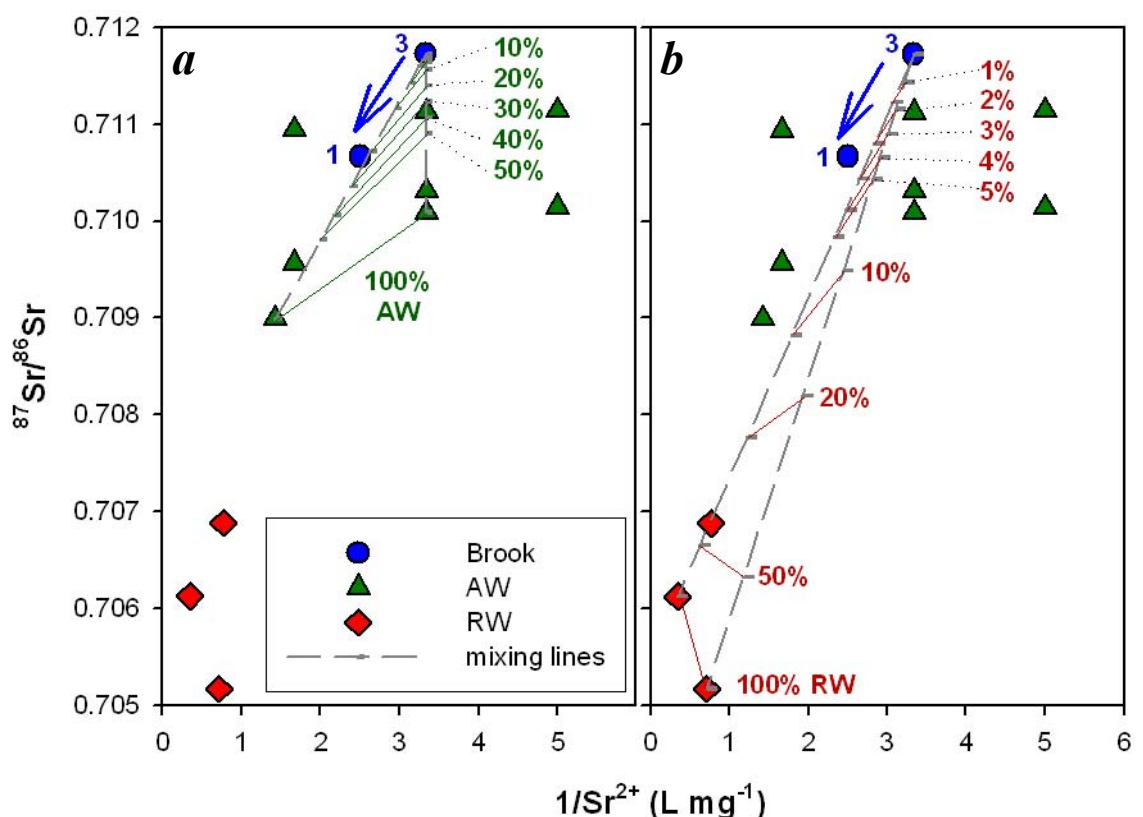 a
b
0.712
0.711
0.710
0.709
0.708
0.707
0.706
0.705
⁸⁷Sr/⁸⁶Sr
3
1
10%
20%
30%
40%
50%
100%
AW
Brook
AW
RW
mixing lines
0 1 2 3 4 5
3
1
1%
2%
3%
4%
5%
10%
20%
50%
100% RW
0 1 2 3 4 5 6
1/Sr²⁺ (L mg⁻¹)